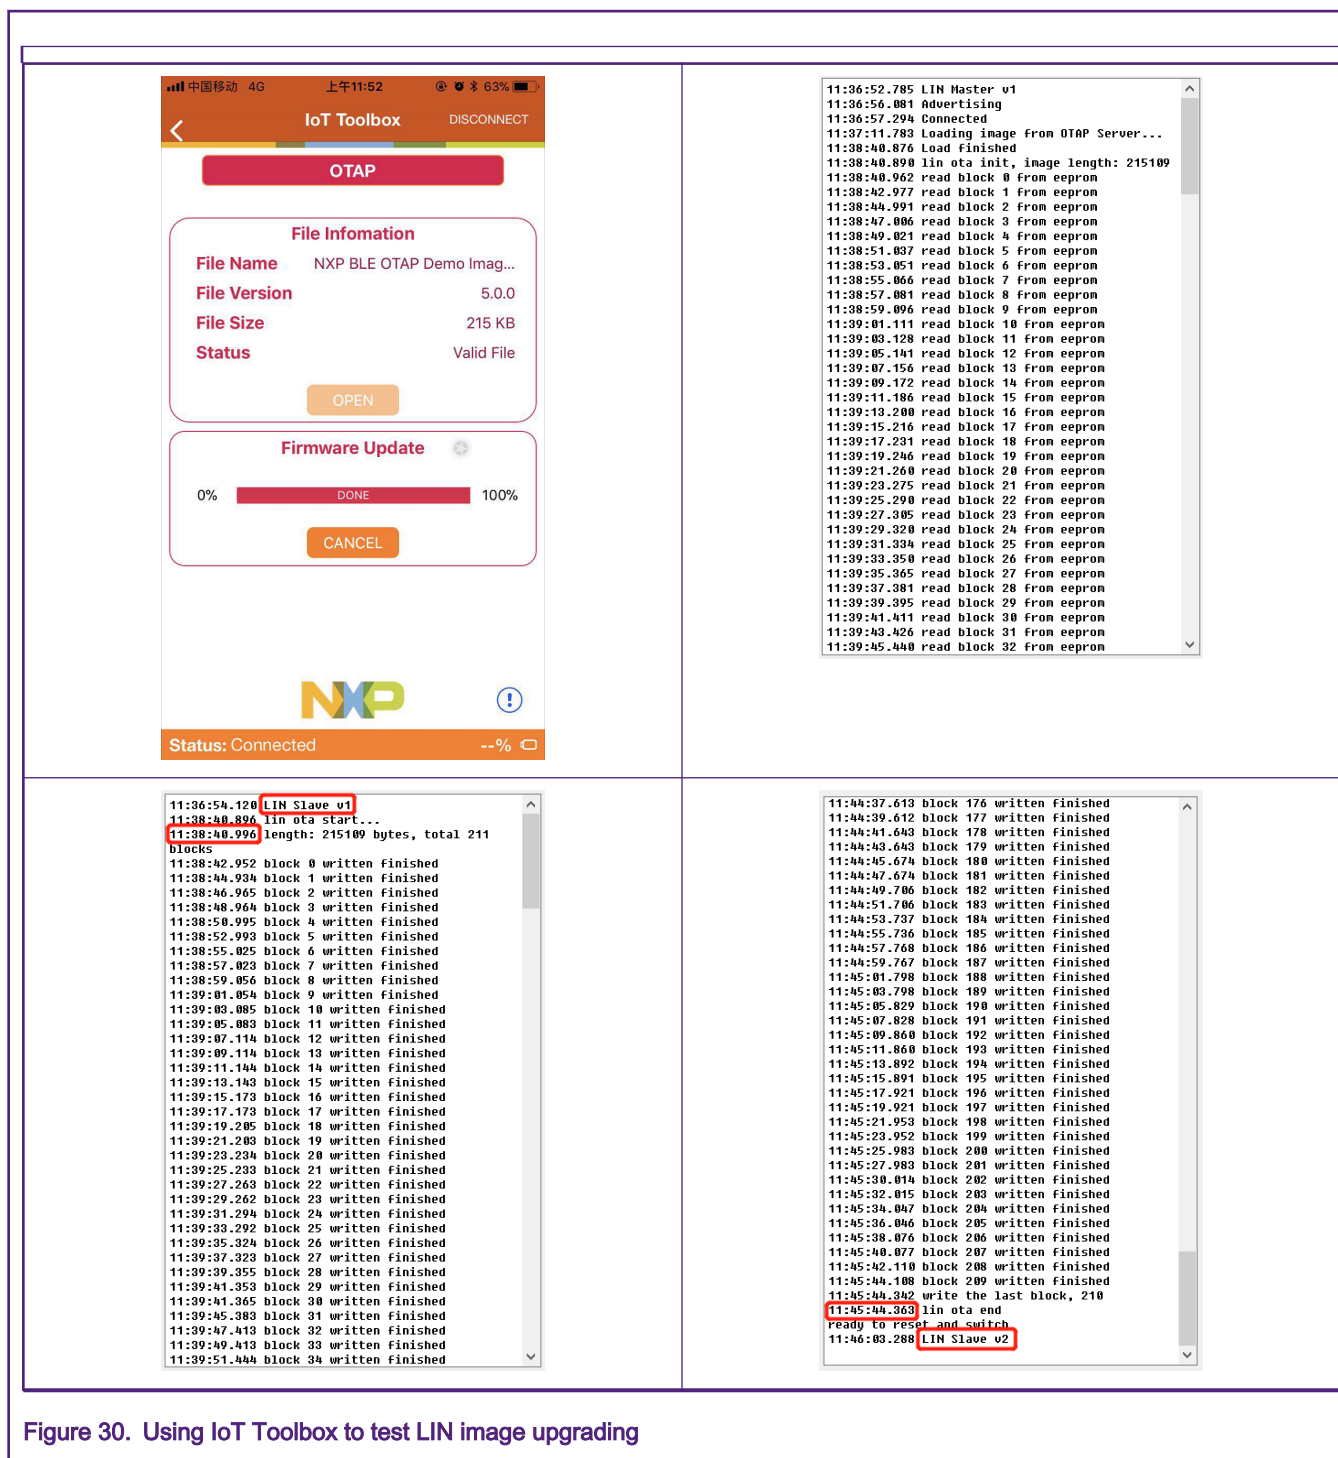 中国移动 4G 上午11:52 63%
IoT Toolbox DISCONNECT
OTAP
File Infomation
File Name NXP BLE OTAP Demo Imag...
File Version 5.0.0
File Size 215 KB
Status Valid File
OPEN
Firmware Update
0% DONE 100%
CANCEL
NXP
Status: Connected --%
11:36:52.785 LIN Master v1
11:36:56.081 Advertising
11:36:57.294 Connected
11:37:11.783 Loading image from OTAP Server...
11:38:40.876 Load finished
11:38:40.890 lin ota init, image length: 215109
11:38:40.962 read block 0 from eeprom
11:38:42.977 read block 1 from eeprom
11:38:44.991 read block 2 from eeprom
11:38:47.006 read block 3 from eeprom
11:38:49.021 read block 4 from eeprom
11:38:51.037 read block 5 from eeprom
11:38:53.051 read block 6 from eeprom
11:38:55.066 read block 7 from eeprom
11:38:57.081 read block 8 from eeprom
11:38:59.096 read block 9 from eeprom
11:39:01.111 read block 10 from eeprom
11:39:03.128 read block 11 from eeprom
11:39:05.141 read block 12 from eeprom
11:39:07.156 read block 13 from eeprom
11:39:09.172 read block 14 from eeprom
11:39:11.186 read block 15 from eeprom
11:39:13.200 read block 16 from eeprom
11:39:15.216 read block 17 from eeprom
11:39:17.231 read block 18 from eeprom
11:39:19.246 read block 19 from eeprom
11:39:21.260 read block 20 from eeprom
11:39:23.275 read block 21 from eeprom
11:39:25.290 read block 22 from eeprom
11:39:27.305 read block 23 from eeprom
11:39:29.320 read block 24 from eeprom
11:39:31.334 read block 25 from eeprom
11:39:33.350 read block 26 from eeprom
11:39:35.365 read block 27 from eeprom
11:39:37.381 read block 28 from eeprom
11:39:39.395 read block 29 from eeprom
11:39:41.411 read block 30 from eeprom
11:39:43.426 read block 31 from eeprom
11:39:45.440 read block 32 from eeprom
11:36:54.120 LIN Slave v1
11:38:40.896 lin ota start...
11:38:40.996 length: 215109 bytes, total 211
blocks
11:38:42.952 block 0 written finished
11:38:44.934 block 1 written finished
11:38:46.965 block 2 written finished
11:38:48.964 block 3 written finished
11:38:50.995 block 4 written finished
11:38:52.993 block 5 written finished
11:38:55.025 block 6 written finished
11:38:57.023 block 7 written finished
11:38:59.056 block 8 written finished
11:39:01.054 block 9 written finished
11:39:03.085 block 10 written finished
11:39:05.083 block 11 written finished
11:39:07.114 block 12 written finished
11:39:09.114 block 13 written finished
11:39:11.144 block 14 written finished
11:39:13.143 block 15 written finished
11:39:15.173 block 16 written finished
11:39:17.173 block 17 written finished
11:39:19.205 block 18 written finished
11:39:21.203 block 19 written finished
11:39:23.234 block 20 written finished
11:39:25.233 block 21 written finished
11:39:27.263 block 22 written finished
11:39:29.262 block 23 written finished
11:39:31.294 block 24 written finished
11:39:33.292 block 25 written finished
11:39:35.324 block 26 written finished
11:39:37.323 block 27 written finished
11:39:39.355 block 28 written finished
11:39:41.353 block 29 written finished
11:39:41.365 block 30 written finished
11:39:45.383 block 31 written finished
11:39:47.413 block 32 written finished
11:39:49.413 block 33 written finished
11:39:51.444 block 34 written finished
11:44:37.613 block 176 written finished
11:44:39.612 block 177 written finished
11:44:41.643 block 178 written finished
11:44:43.643 block 179 written finished
11:44:45.674 block 180 written finished
11:44:47.674 block 181 written finished
11:44:49.706 block 182 written finished
11:44:51.706 block 183 written finished
11:44:53.737 block 184 written finished
11:44:55.736 block 185 written finished
11:44:57.768 block 186 written finished
11:44:59.767 block 187 written finished
11:45:01.798 block 188 written finished
11:45:03.798 block 189 written finished
11:45:05.829 block 190 written finished
11:45:07.828 block 191 written finished
11:45:09.860 block 192 written finished
11:45:11.860 block 193 written finished
11:45:13.892 block 194 written finished
11:45:15.891 block 195 written finished
11:45:17.921 block 196 written finished
11:45:19.921 block 197 written finished
11:45:21.953 block 198 written finished
11:45:23.952 block 199 written finished
11:45:25.983 block 200 written finished
11:45:27.983 block 201 written finished
11:45:30.014 block 202 written finished
11:45:32.015 block 203 written finished
11:45:34.047 block 204 written finished
11:45:36.046 block 205 written finished
11:45:38.076 block 206 written finished
11:45:40.077 block 207 written finished
11:45:42.110 block 208 written finished
11:45:44.108 block 209 written finished
11:45:44.342 write the last block, 210
11:45:44.363 lin ota end
ready to reset and switch
11:46:03.288 LIN Slave v2
Figure 30. Using IoT Toolbox to test LIN image upgrading